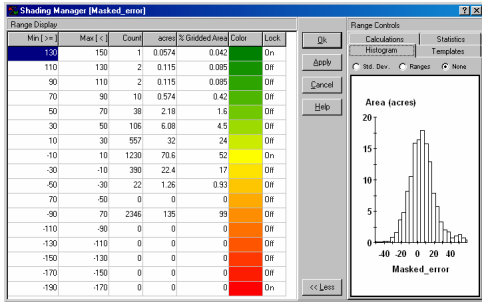 Shading Manager [Masked_error]
Range Display
Min [ >= ] Max [ < ] Count acres % Gridded Area Color Lock
130 150 1 0.0574 0.042 On
110 130 2 0.115 0.085 Off
90 110 2 0.115 0.085 Off
70 90 10 0.574 0.42 Off
50 70 38 2.18 1.6 Off
30 50 106 6.08 4.5 Off
10 30 557 32 24 Off
-10 10 1230 70.6 52 On
-30 -10 390 22.4 17 Off
-50 -30 22 1.26 0.93 Off
70 -50 0 0 0 Off
-90 70 2346 135 99 Off
-110 -90 0 0 0 Off
-130 -110 0 0 0 Off
-150 -130 0 0 0 Off
-170 -150 0 0 0 Off
-190 -170 0 0 0 On
Ok
Apply
Cancel
Help
<< Less
Range Controls
Calculations Statistics
Histogram Templates
Std. Dev. Ranges None
Area (acres)
20
15
10
5
0
-40 -20 0 20 40
Masked_error